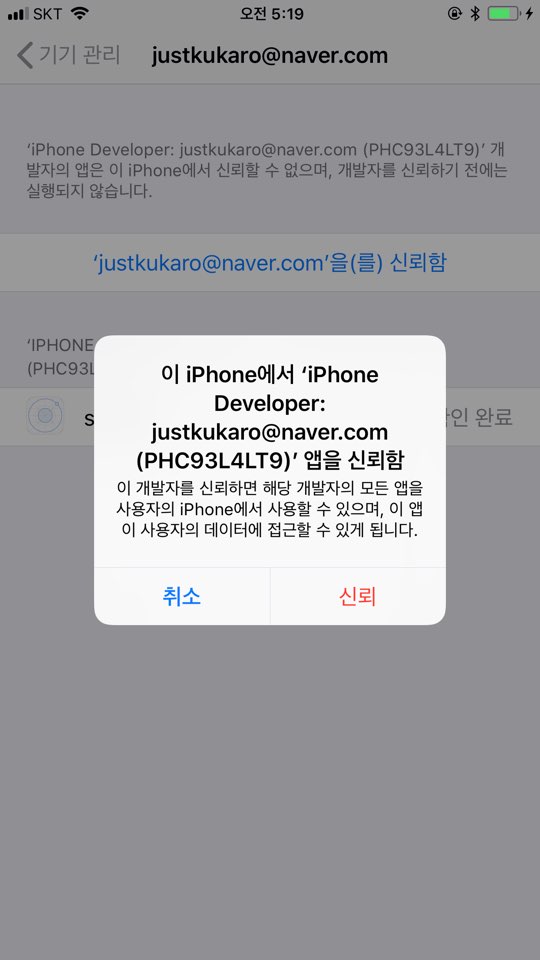 SKT 오전 5:19
기기 관리 justkukaro@naver.com
‘iPhone Developer: justkukaro@naver.com (PHC93L4LT9)’ 개
발자의 앱은 이 iPhone에서 신뢰할 수 없으며, 개발자를 신뢰하기 전에는
실행되지 않습니다.
‘justkukaro@naver.com’을(를) 신뢰함
‘IPHONE
(PHC93L
이 iPhone에서 ‘iPhone
Developer:
justkukaro@naver.com
(PHC93L4LT9)’ 앱을 신뢰함
이 개발자를 신뢰하면 해당 개발자의 모든 앱을
사용자의 iPhone에서 사용할 수 있으며, 이 앱
이 사용자의 데이터에 접근할 수 있게 됩니다.
완료
취소 신뢰